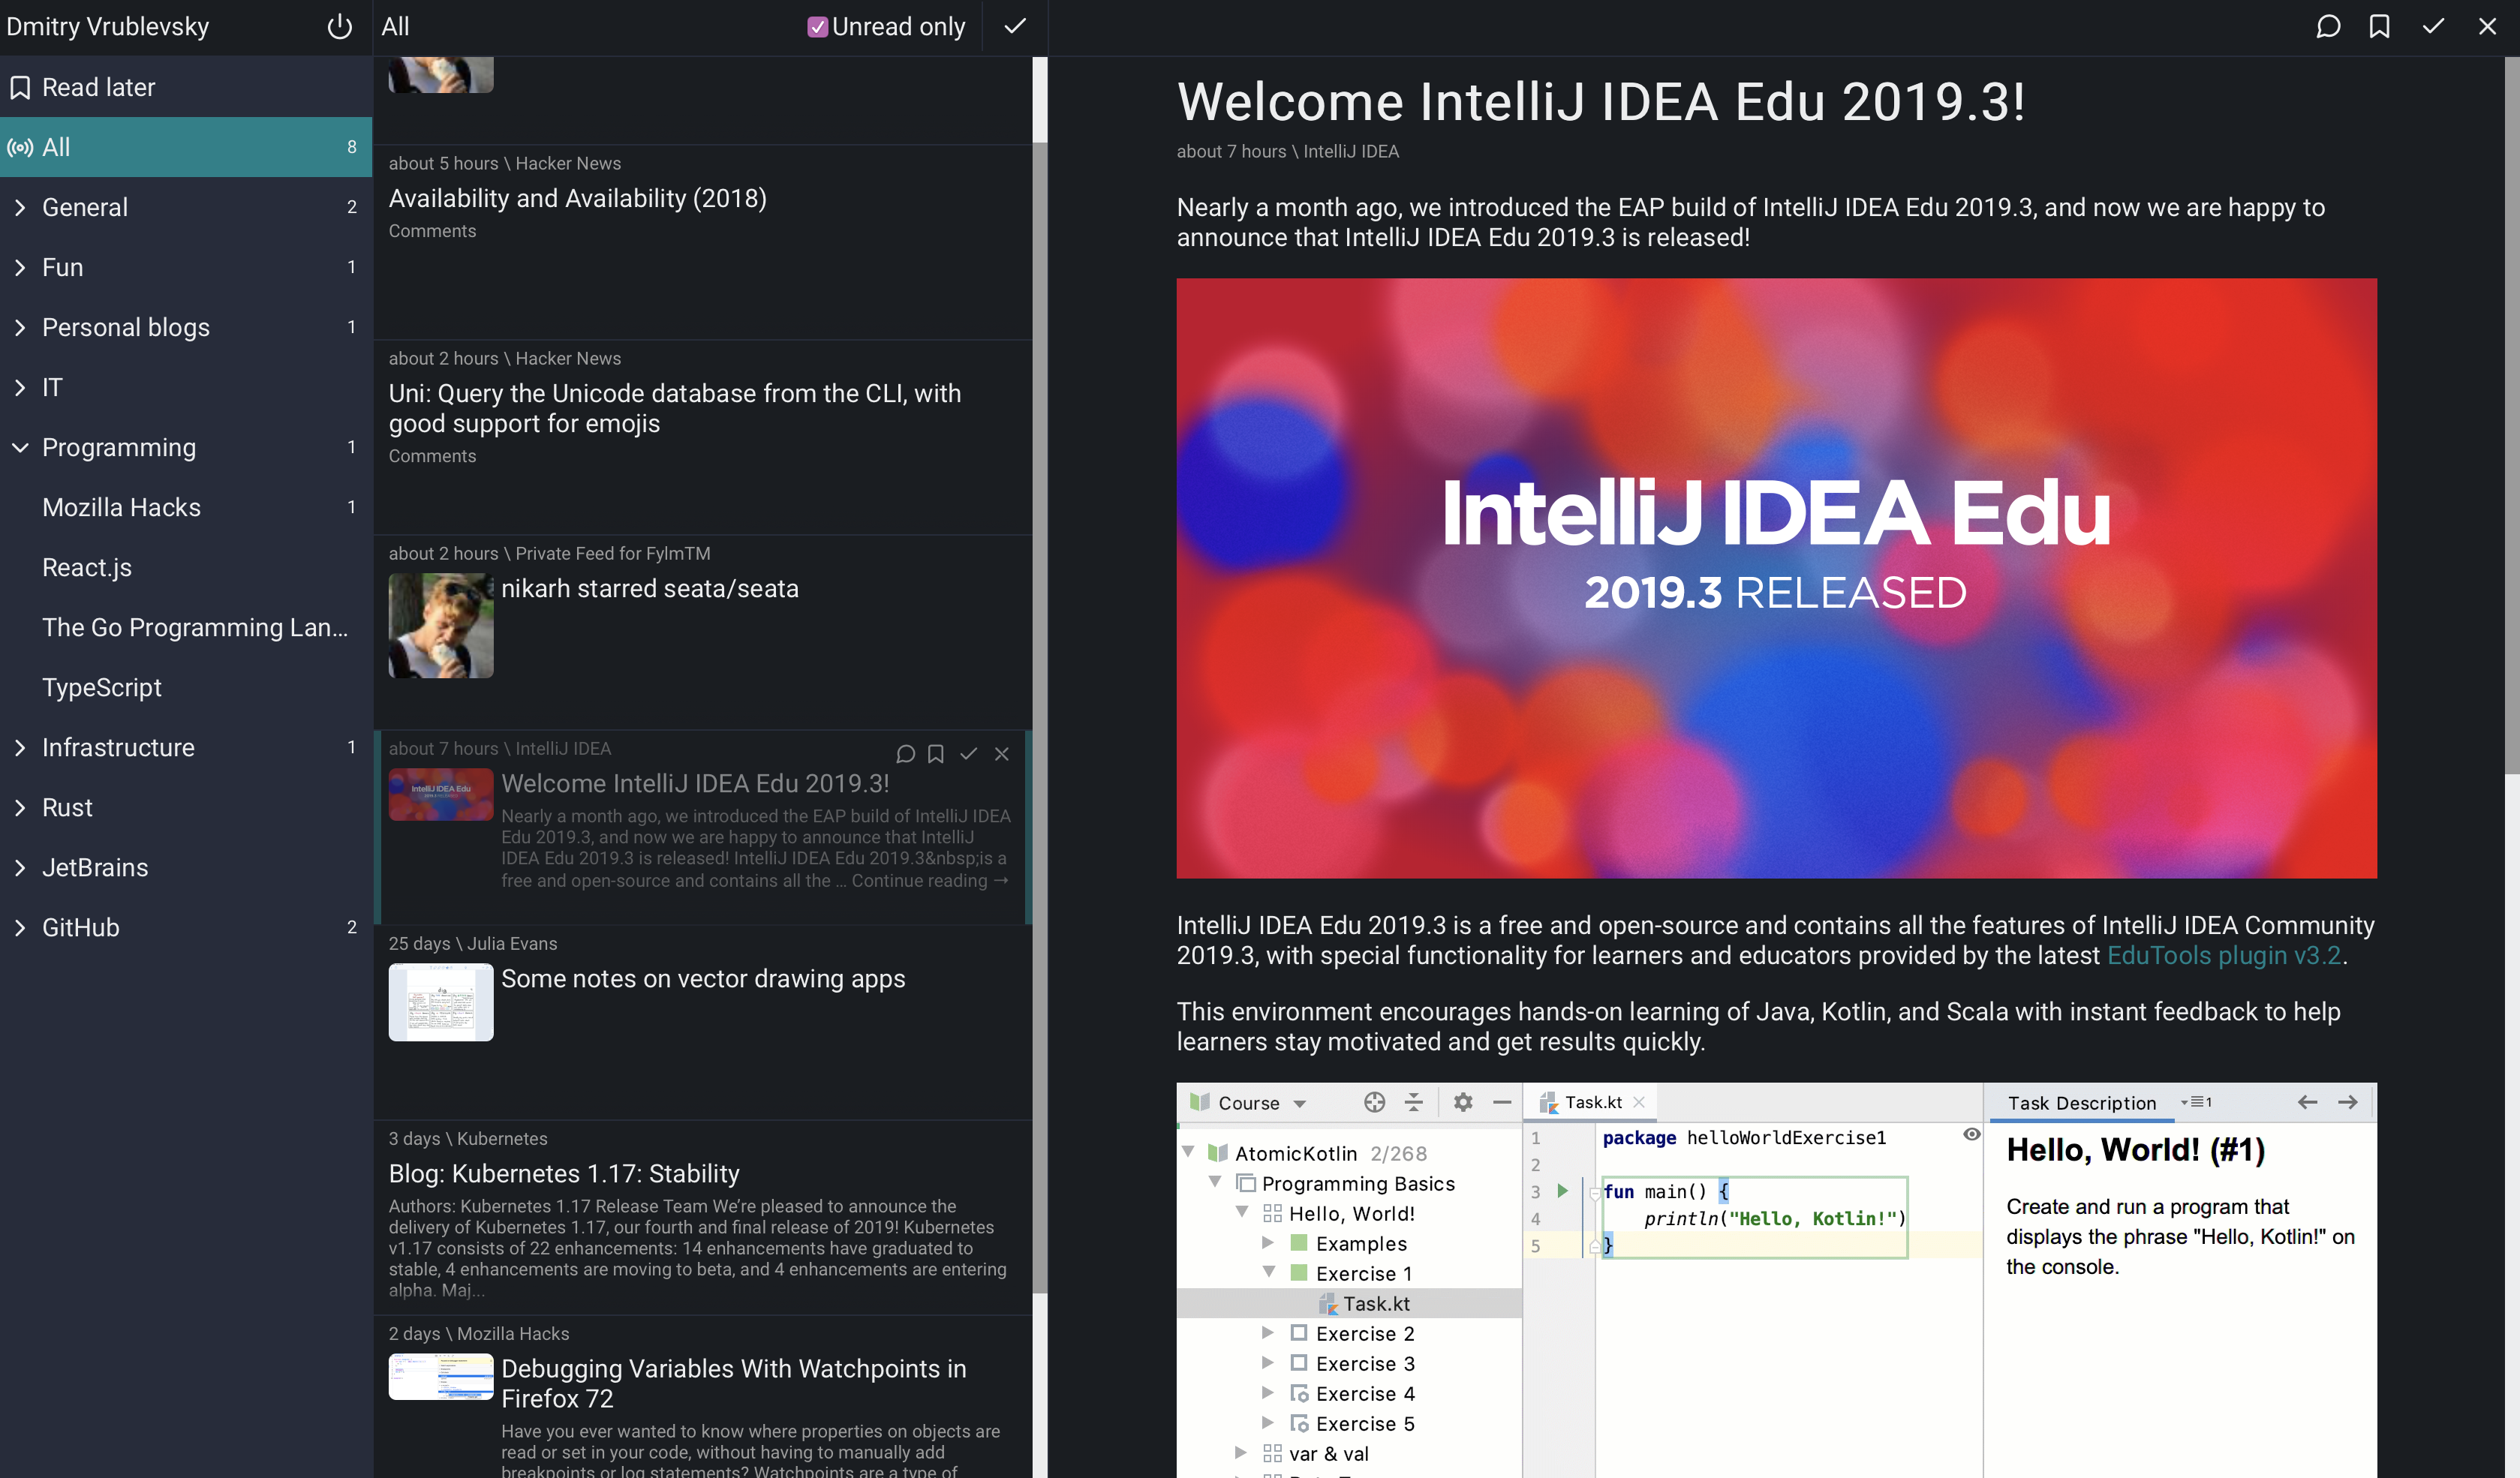 Dmitry Vrublevsky
Read later
All 8
General 2
Fun 1
Personal blogs 1
IT
Programming 1
Mozilla Hacks 1
React.js
The Go Programming Lan...
TypeScript
Infrastructure 1
Rust
JetBrains
GitHub 2
All
Unread only
about 5 hours \ Hacker News
Availability and Availability (2018)
Comments
about 2 hours \ Hacker News
Uni: Query the Unicode database from the CLI, with
good support for emojis
Comments
about 2 hours \ Private Feed for FylmTM
nikarh starred seata/seata
about 7 hours \ IntelliJ IDEA
IntelliJ IDEA Edu
Welcome IntelliJ IDEA Edu 2019.3!
Nearly a month ago, we introduced the EAP build of IntelliJ IDEA
Edu 2019.3, and now we are happy to announce that IntelliJ
IDEA Edu 2019.3 is released! IntelliJ IDEA Edu 2019.3&nbsp;is a
free and open-source and contains all the ... Continue reading →
25 days \ Julia Evans
Some notes on vector drawing apps
3 days \ Kubernetes
Blog: Kubernetes 1.17: Stability
Authors: Kubernetes 1.17 Release Team We’re pleased to announce the
delivery of Kubernetes 1.17, our fourth and final release of 2019! Kubernetes
v1.17 consists of 22 enhancements: 14 enhancements have graduated to
stable, 4 enhancements are moving to beta, and 4 enhancements are entering
alpha. Maj...
2 days \ Mozilla Hacks
Debugging Variables With Watchpoints in
Firefox 72
Have you ever wanted to know where properties on objects are
read or set in your code, without having to manually add
breakpoints or log statements? Watchpoints are a type of
Welcome IntelliJ IDEA Edu 2019.3!
about 7 hours \ IntelliJ IDEA
Nearly a month ago, we introduced the EAP build of IntelliJ IDEA Edu 2019.3, and now we are happy to
announce that IntelliJ IDEA Edu 2019.3 is released!
IntelliJ IDEA Edu
2019.3 RELEASED
IntelliJ IDEA Edu 2019.3 is a free and open-source and contains all the features of IntelliJ IDEA Community
2019.3, with special functionality for learners and educators provided by the latest EduTools plugin v3.2.
This environment encourages hands-on learning of Java, Kotlin, and Scala with instant feedback to help
learners stay motivated and get results quickly.
Course
AtomicKotlin 2/268
Programming Basics
Hello, World!
Examples
Exercise 1
Task.kt
Exercise 2
Exercise 3
Exercise 4
Exercise 5
var & val
Task.kt
1 package helloWorldExercise1
2
3 fun main() {
4 println("Hello, Kotlin!")
5 }
Task Description 1
Hello, World! (#1)
Create and run a program that
displays the phrase "Hello, Kotlin!" on
the console.